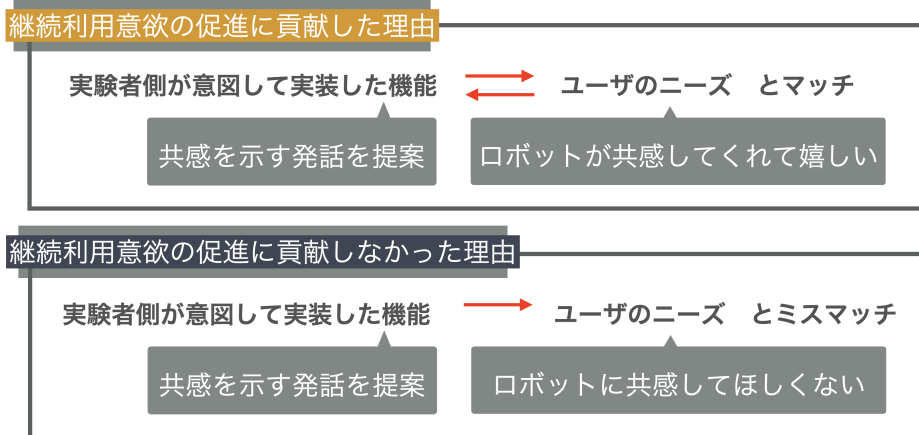 継続利用意欲の促進に貢献した理由
実験者側が意図して実装した機能 ユーザのニーズ とマッチ
共感を示す発話を提案 ロボットが共感してくれて嬉しい
継続利用意欲の促進に貢献しなかった理由
実験者側が意図して実装した機能 ユーザのニーズ とミスマッチ
共感を示す発話を提案 ロボットに共感してほしくない